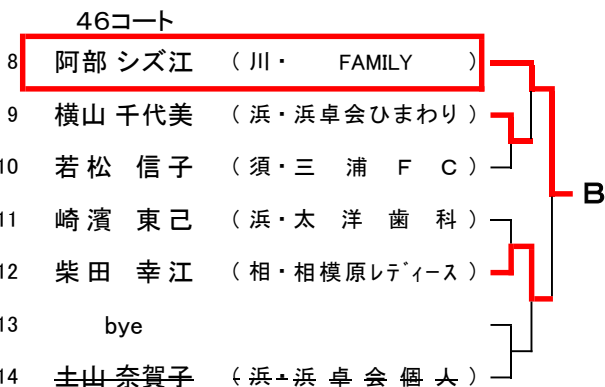 46コート
8 阿部 シズ江 （川・ FAMILY ）
9 横山 千代美 （浜・浜卓会ひまわり）
10 若松 信子 （須・三 浦 F C）
11 崎濱 東己 （浜・太 洋 歯 科）
12 柴田 幸江 （相・相模原ﾚﾃﾞｨｰｽ）
13 bye
14 土山 奈賀子 （浜・浜 卓 会 個 人）
B